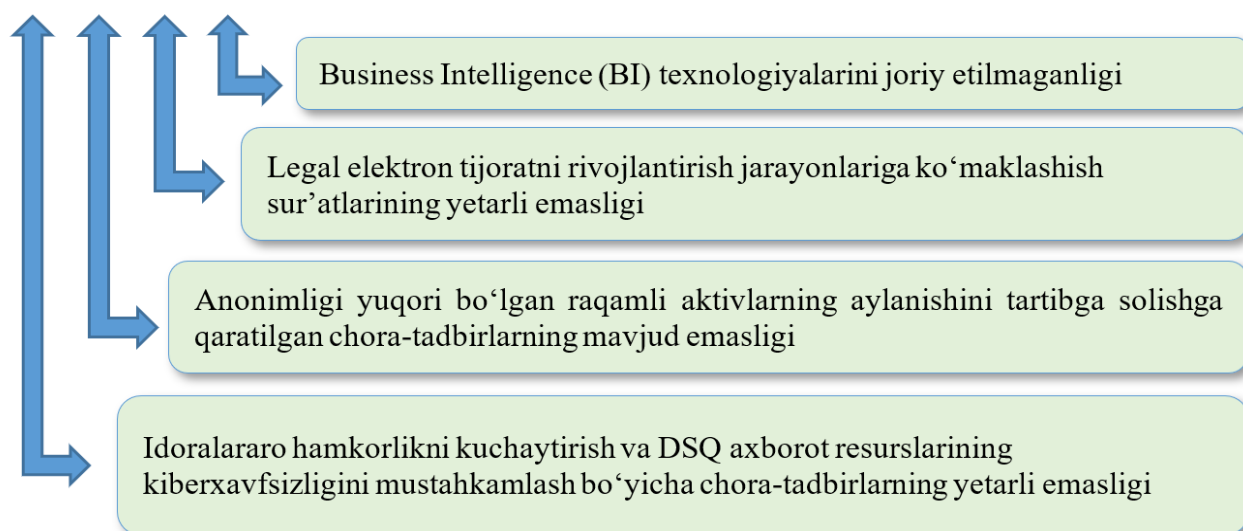 Business Intelligence (BI) texnologiyalarini joriy etilmaganligi
Legal elektron tijoratni rivojlantirish jarayonlariga ko‘maklashish
sur’atlarining yetarli emasligi
Anonimligi yuqori bo‘lgan raqamli aktivlarning aylanishini tartibga solishga
qaratilgan chora-tadbirlarning mavjud emasligi
Idoralararo hamkorlikni kuchaytirish va DSQ axborot resurslarining
kiberxavfsizligini mustahkamlash bo‘yicha chora-tadbirlarning yetarli emasligi